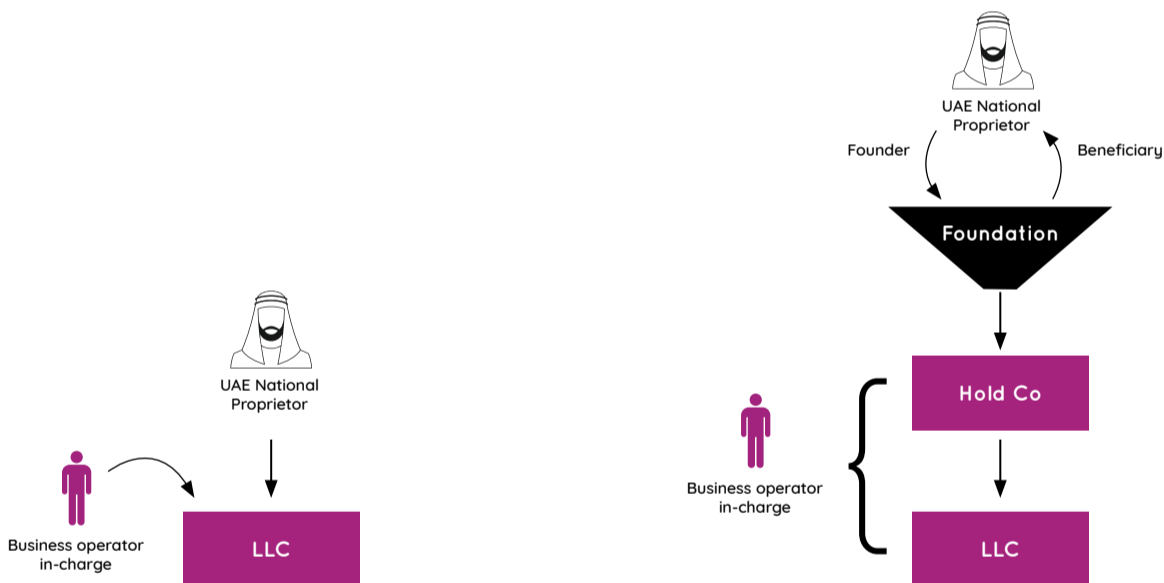 UAE National
Proprietor
Business operator
in-charge
LLC
UAE National
Proprietor
Founder
Beneficiary
Foundation
Hold Co
Business operator
in-charge
LLC